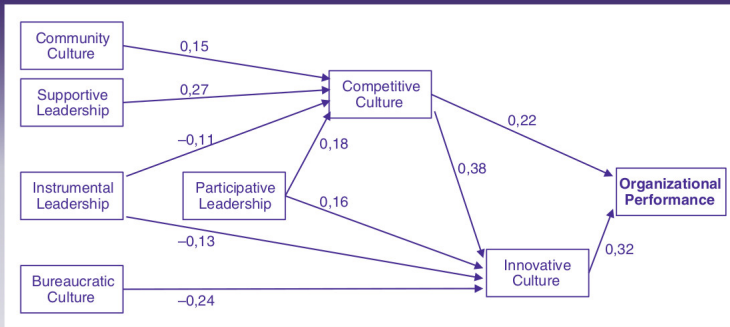 Community
Culture
0,15
Supportive
Leadership
0,27
Competitive
Culture
–0,11
0,18
0,22
Instrumental
Leadership
Participative
Leadership
0,16
0,38
Organizational
Performance
–0,13
0,32
Bureaucratic
Culture
–0,24
Innovative
Culture